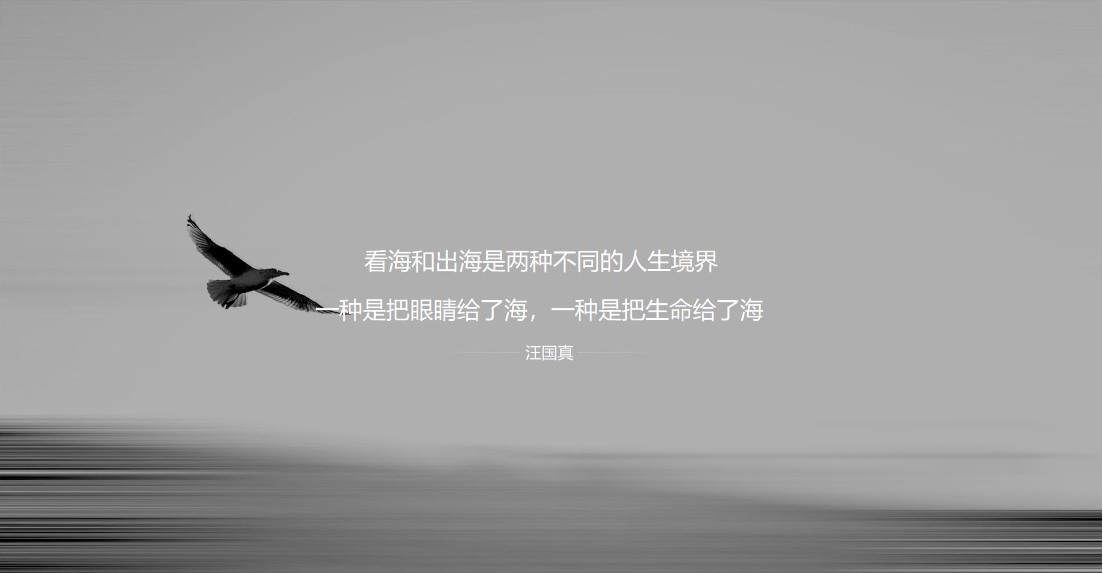 看海和出海是两种不同的人生境界
一种是把眼睛给了海，一种是把生命给了海
汪国真